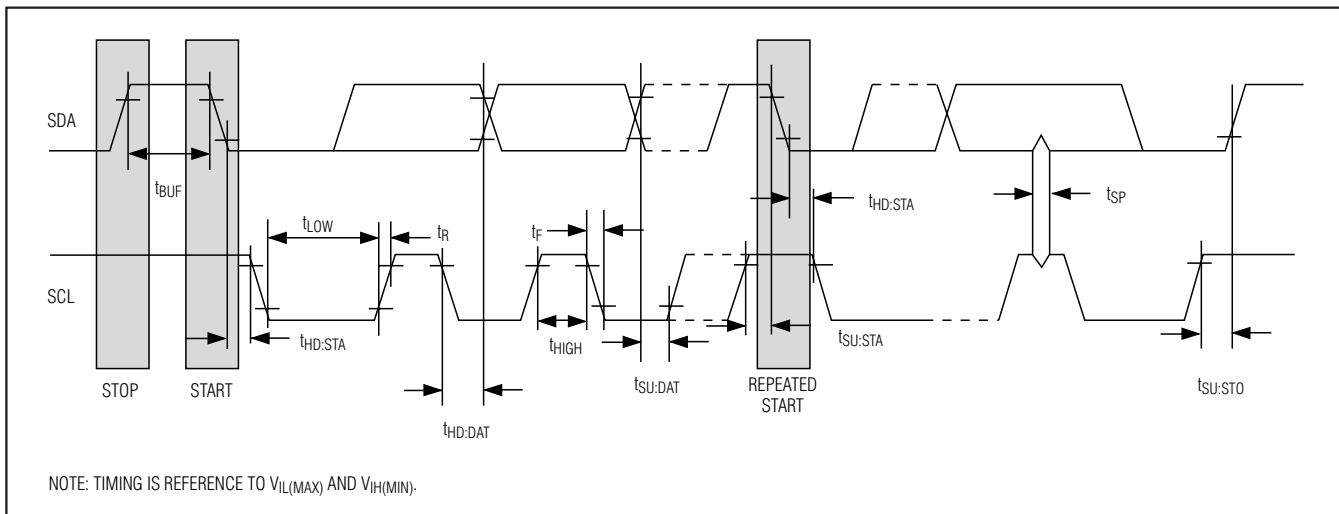 SDA
tBUF
tLOW
tR
tF
tHD:STA
tSP
SCL
tHD:STA
tHIGH
tSU:DAT
tSU:STA
tSU:STO
STOP
START
REPEATED
START
tHD:DAT
NOTE: TIMING IS REFERENCE TO VIL(MAX) AND VIH(MIN).